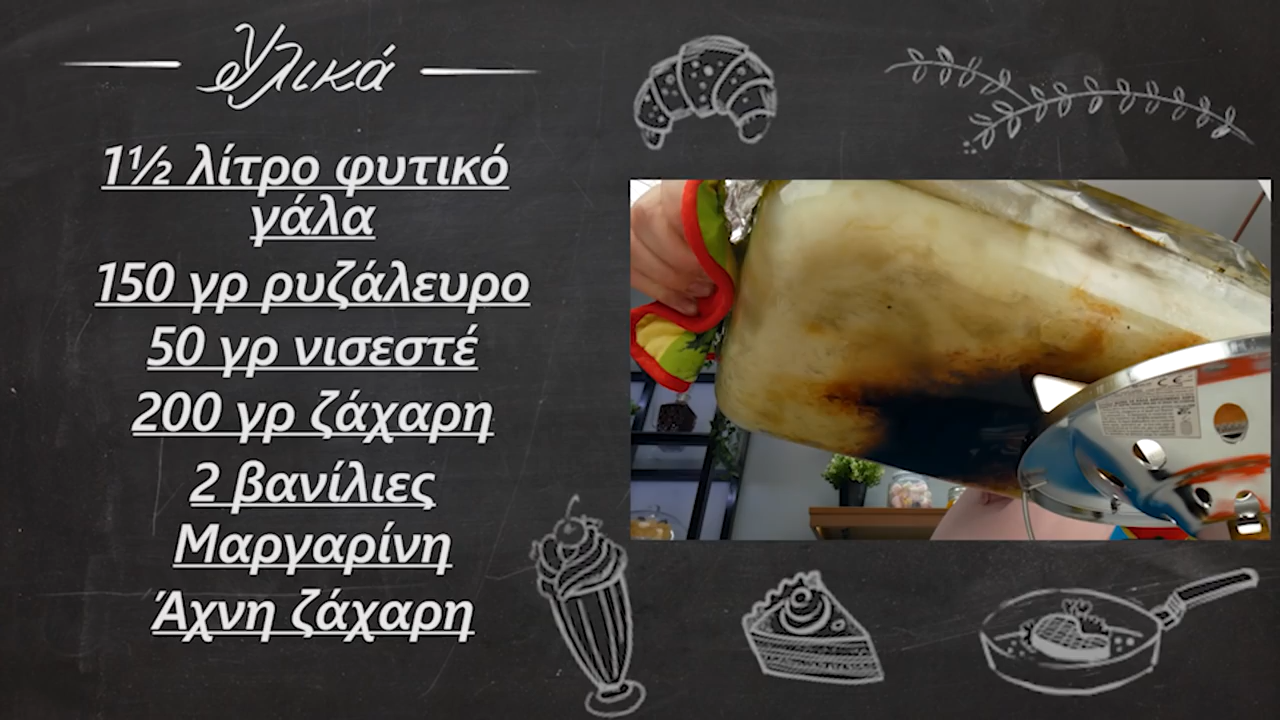 Υλικά
1½ λίτρο φυτικό
γάλα
150 γρ ρυζάλευρο
50 γρ νισεστέ
200 γρ ζάχαρη
2 βανίλιες
Μαργαρίνη
Άχνη ζάχαρη
CE